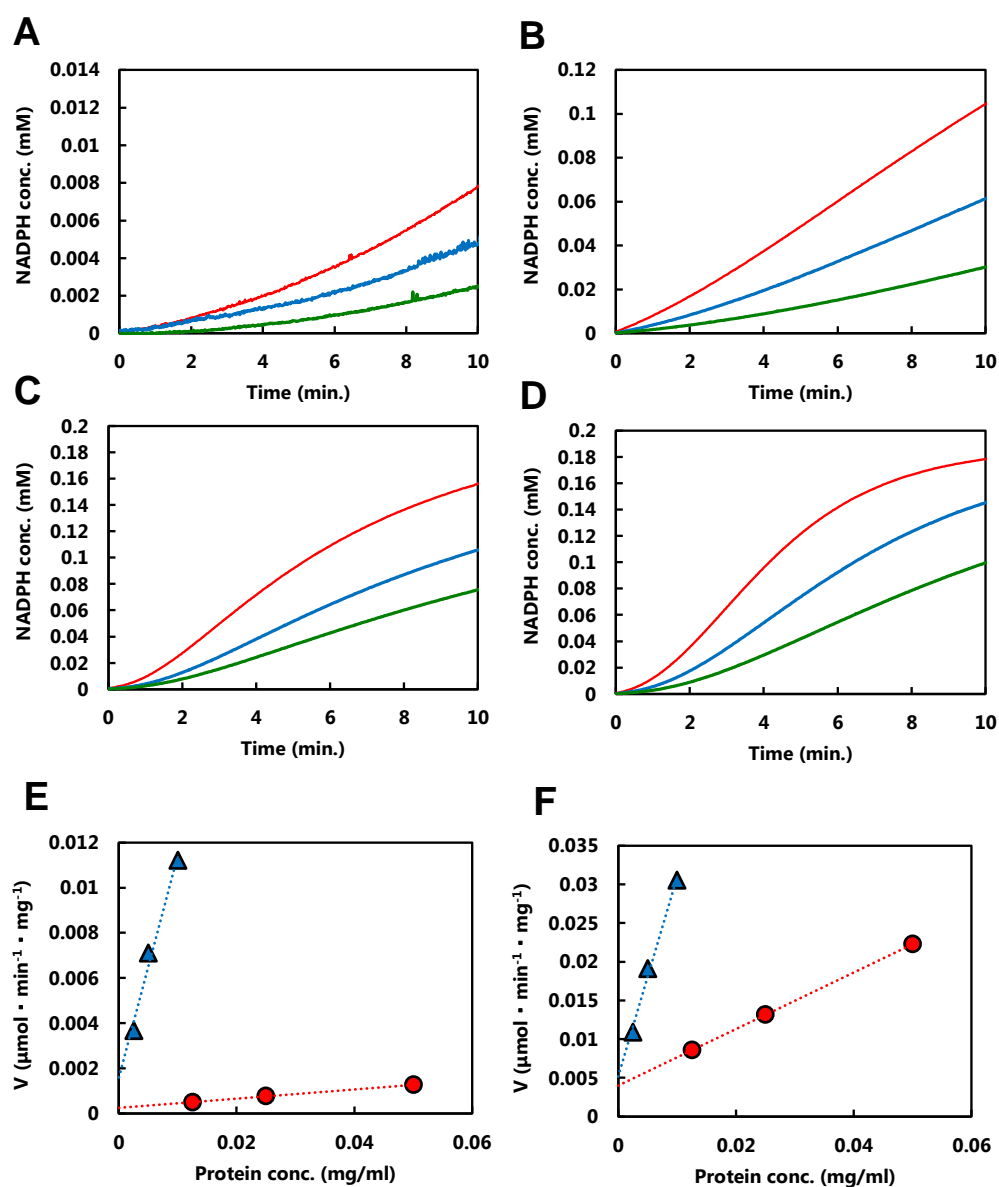 A
0.014
0.012
0.01
0.008
0.006
0.004
0.002
0
NADPH conc. (mM)
0 2 4 6 8 10
Time (min.)
B
0.12
0.1
0.08
0.06
0.04
0.02
0
NADPH conc. (mM)
0 2 4 6 8 10
Time (min.)
C
0.2
0.18
0.16
0.14
0.12
0.1
0.08
0.06
0.04
0.02
0
NADPH conc. (mM)
0 2 4 6 8 10
Time (min.)
D
0.2
0.18
0.16
0.14
0.12
0.1
0.08
0.06
0.04
0.02
0
NADPH conc. (mM)
0 2 4 6 8 10
Time (min.)
E
0.012
0.01
0.008
0.006
0.004
0.002
0
V (μmol・min⁻¹・mg⁻¹)
0 0.02 0.04 0.06
Protein conc. (mg/ml)
F
0.035
0.03
0.025
0.02
0.015
0.01
0.005
0
V (μmol・min⁻¹・mg⁻¹)
0 0.02 0.04 0.06
Protein conc. (mg/ml)